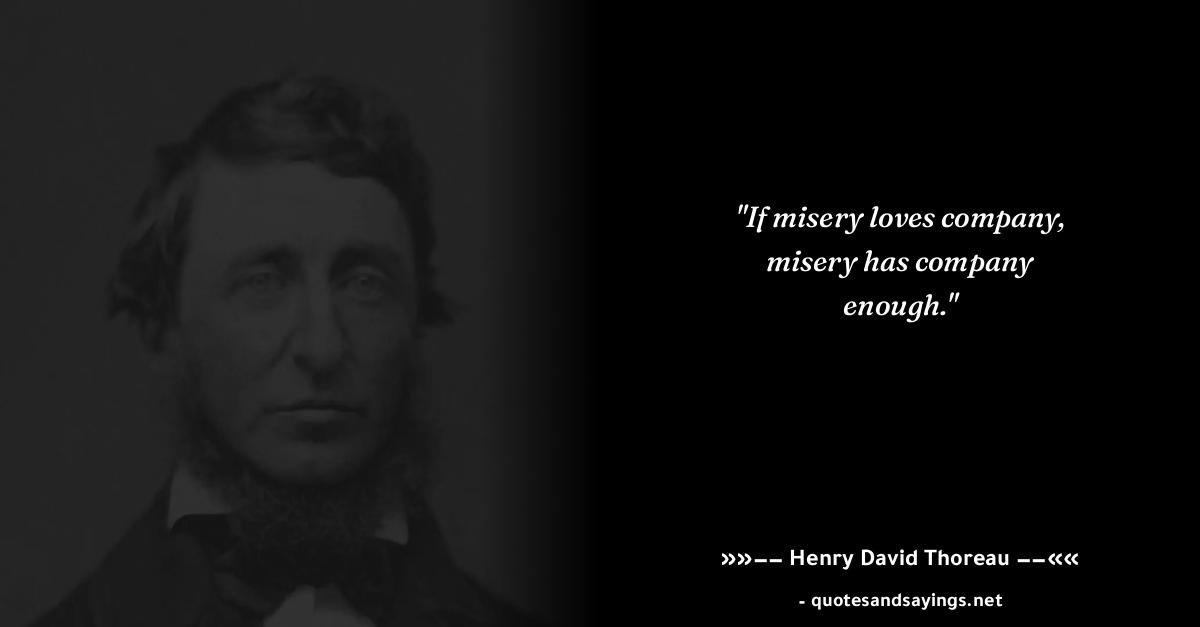 "If misery loves company,
misery has company
enough."
»»–– Henry David Thoreau ––««
- quotesandsayings.net